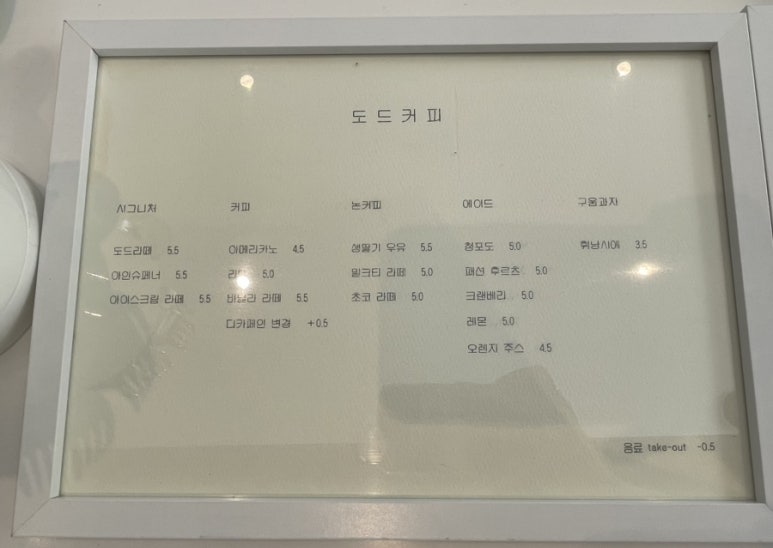 도드커피
시그니처
도드라떼 5.5
아인슈페너 5.5
아이스크림 라떼 5.5
커피
아메리카노 4.5
5.0
바닐라 라떼 5.5
디카페인 변경 +0.5
논커피
생딸기 우유 5.5
밀크티 라떼 5.0
초코 라떼 5.0
에이드
청포도 5.0
패션 후르츠 5.0
크랜베리 5.0
레몬 5.0
오렌지 주스 4.5
구움과자
휘낭시에 3.5
음료 take-out -0.5